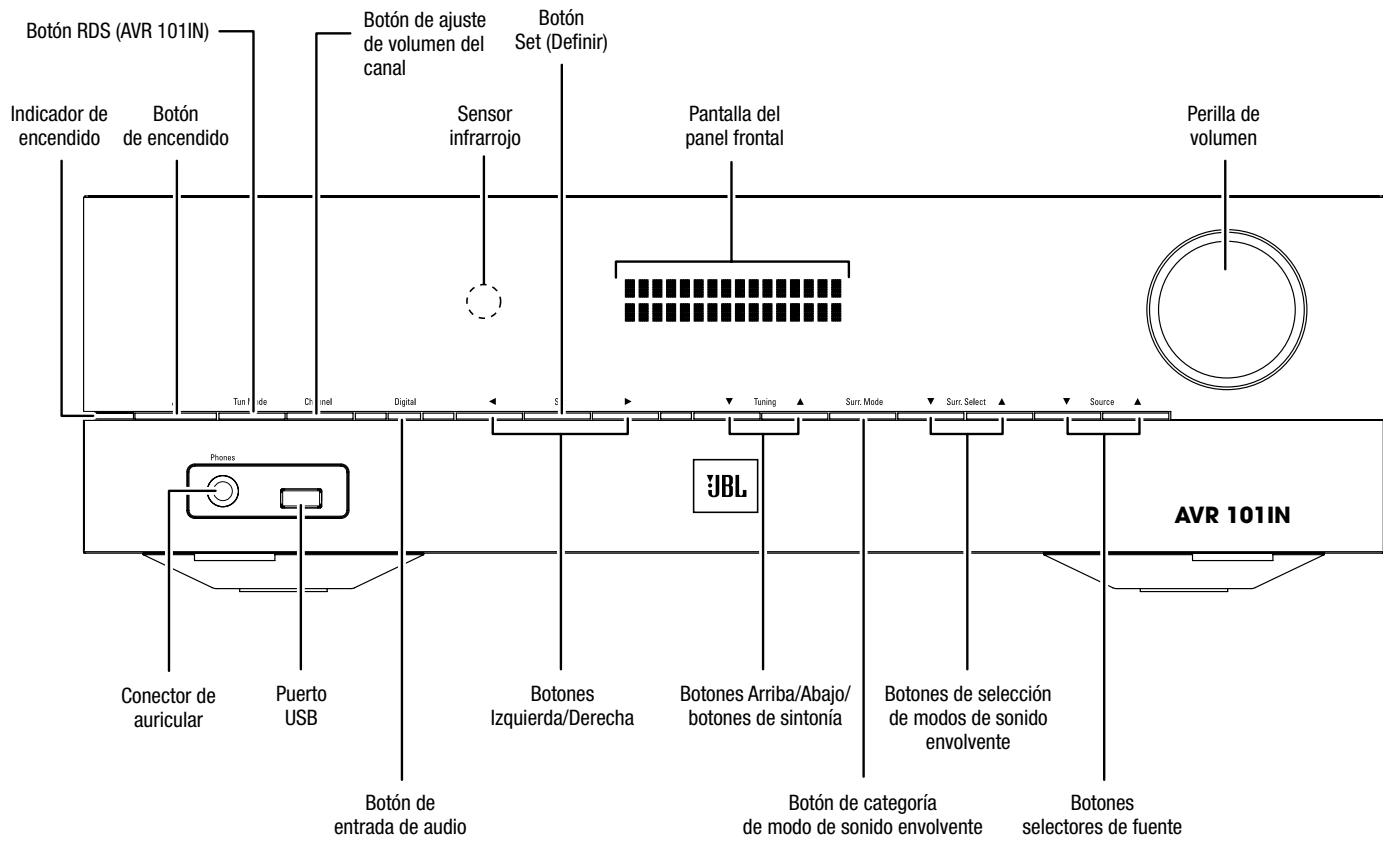 Botón RDS (AVR 101IN)
Botón de ajuste
de volumen del
canal
Botón
Set (Definir)
Indicador de
encendido
Botón
de encendido
Sensor
infrarrojo
Pantalla del
panel frontal
Perilla de
volumen
Tun Mode
Channel
Digital
◄
►
▼ Tuning ▲
Surr. Mode
▼ Surr. Select ▲
▼ Source ▲
Phones
JBL
AVR 101IN
Conector de
auricular
Puerto
USB
Botones
Izquierda/Derecha
Botones Arriba/Abajo/
botones de sintonía
Botones de selección
de modos de sonido
envolvente
Botón de
entrada de audio
Botón de categoría
de modo de sonido envolvente
Botones
selectores de fuente